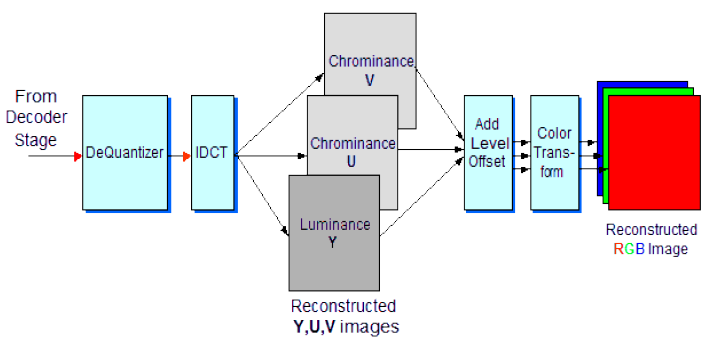 From
Decoder
Stage
DeQuantizer
IDCT
Chrominance
V
Chrominance
U
Luminance
Y
Reconstructed
Y,U,V images
Add
Level
Offset
Color
Trans-
form
Reconstructed
RGB Image